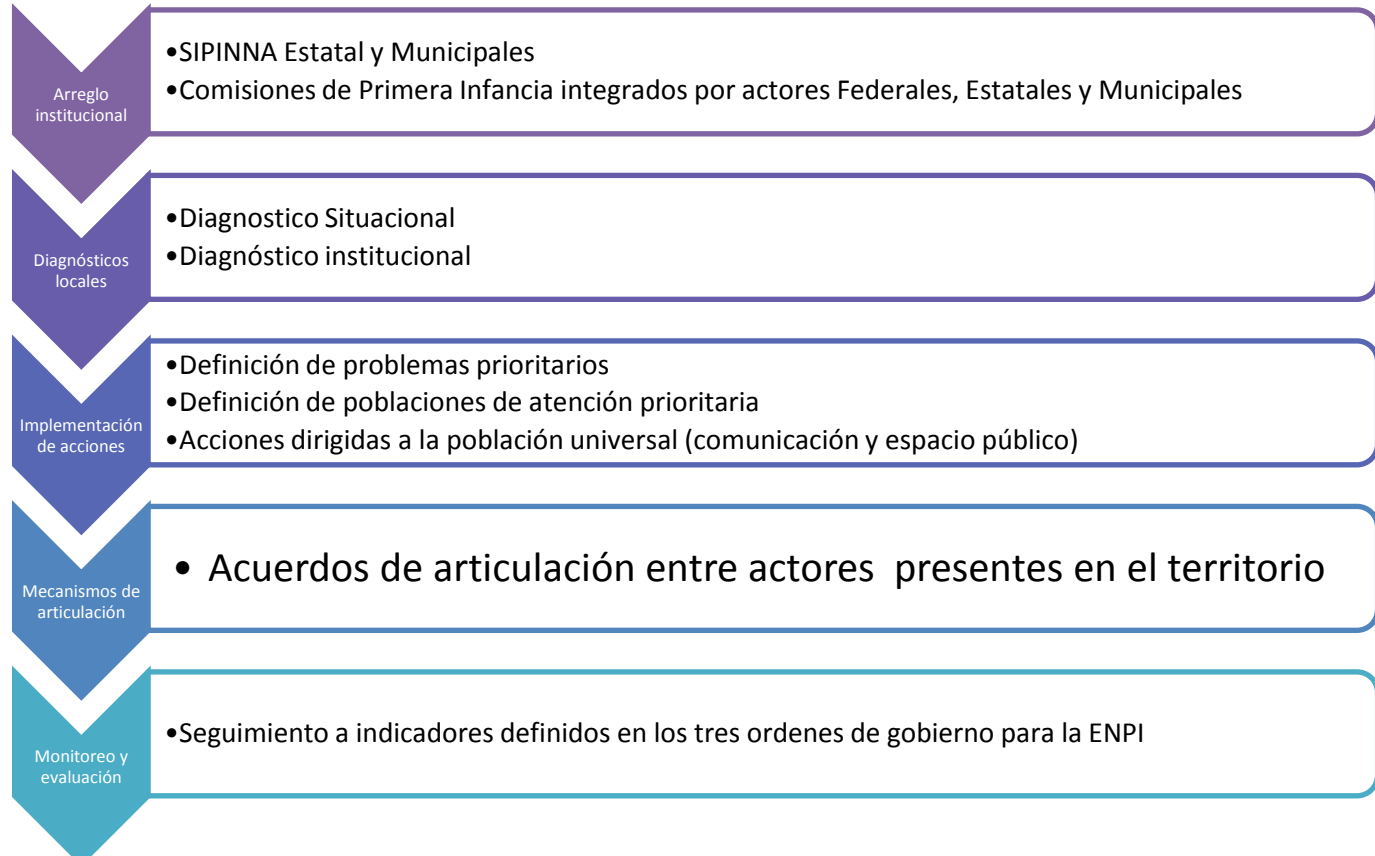 Arreglo
institucional
•SIPINNA Estatal y Municipales
•Comisiones de Primera Infancia integrados por actores Federales, Estatales y Municipales
Diagnósticos
locales
•Diagnostico Situacional
•Diagnóstico institucional
Implementación
de acciones
•Definición de problemas prioritarios
•Definición de poblaciones de atención prioritaria
•Acciones dirigidas a la población universal (comunicación y espacio público)
Mecanismos de
articulación
• Acuerdos de articulación entre actores presentes en el territorio
Monitoreo y
evaluación
•Seguimiento a indicadores definidos en los tres ordenes de gobierno para la ENPI